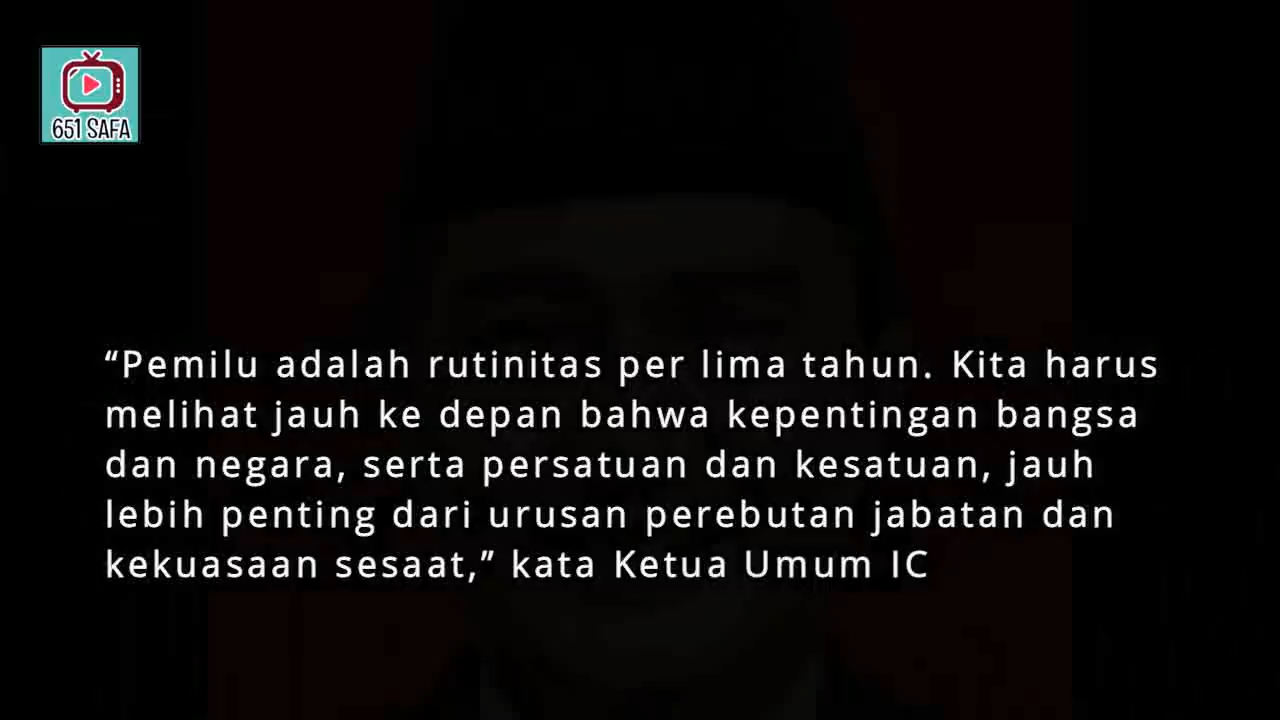 651 SAFA
“Pemilu adalah rutinitas per lima tahun. Kita harus
melihat jauh ke depan bahwa kepentingan bangsa
dan negara, serta persatuan dan kesatuan, jauh
lebih penting dari urusan perebutan jabatan dan
kekuasaan sesaat,” kata Ketua Umum IC